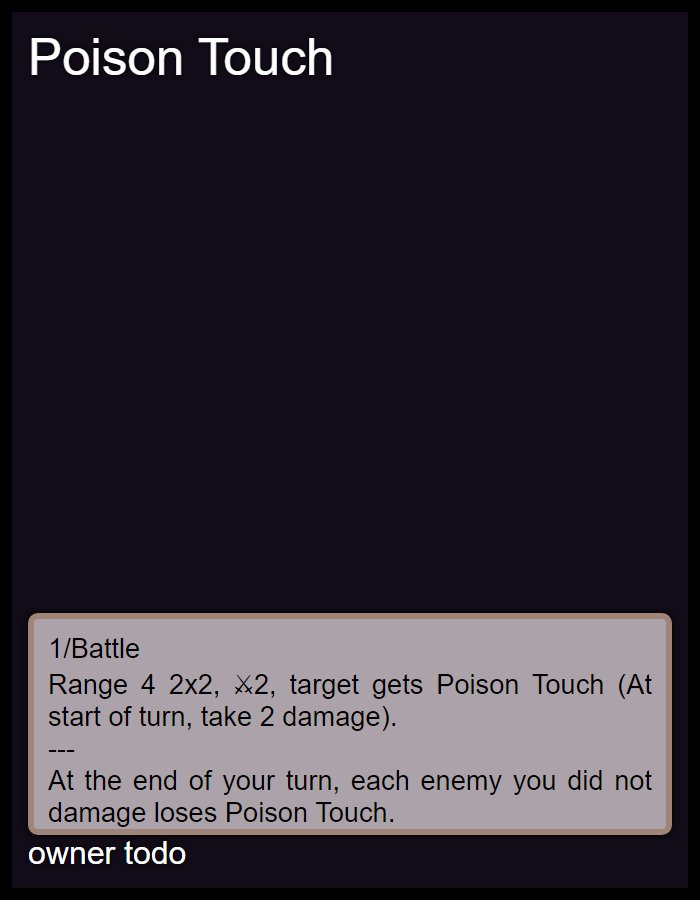 Poison Touch
1/Battle
Range 4 2x2, ⚔2, target gets Poison Touch (At
start of turn, take 2 damage).
---
At the end of your turn, each enemy you did not
damage loses Poison Touch.
owner todo